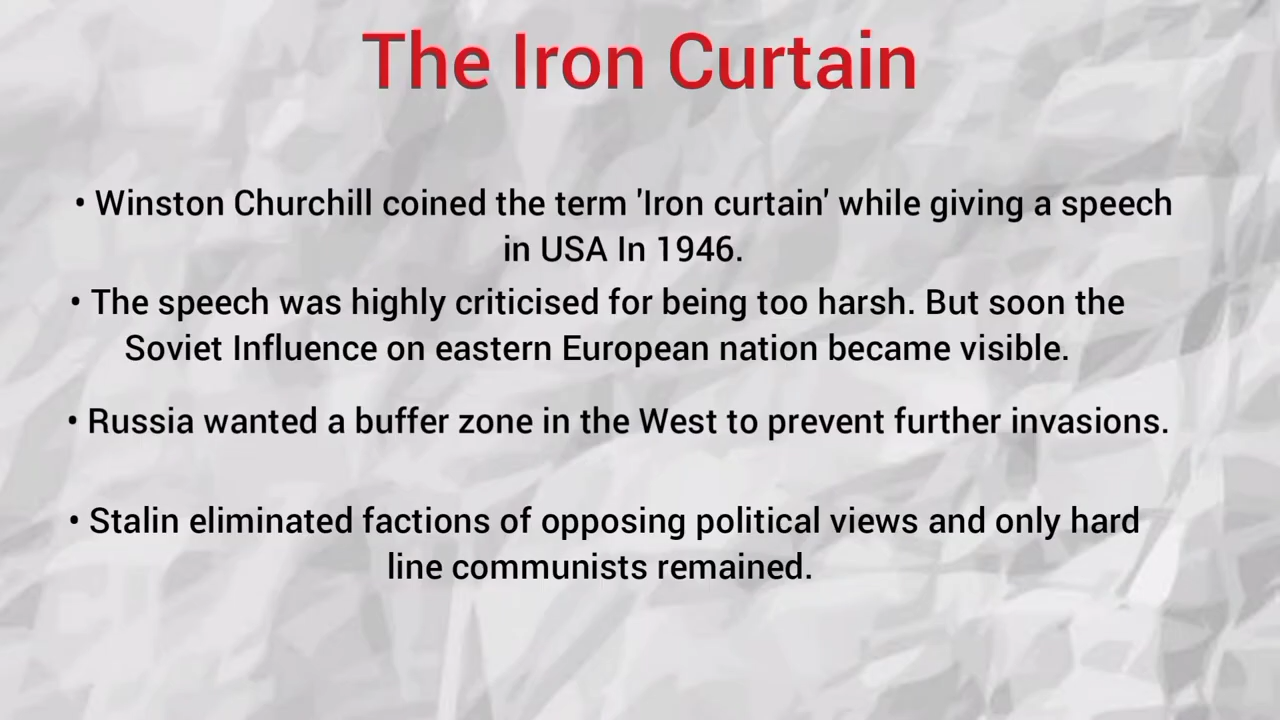 The Iron Curtain
• Winston Churchill coined the term 'Iron curtain' while giving a speech
in USA In 1946.
• The speech was highly criticised for being too harsh. But soon the
Soviet Influence on eastern European nation became visible.
• Russia wanted a buffer zone in the West to prevent further invasions.
• Stalin eliminated factions of opposing political views and only hard
line communists remained.